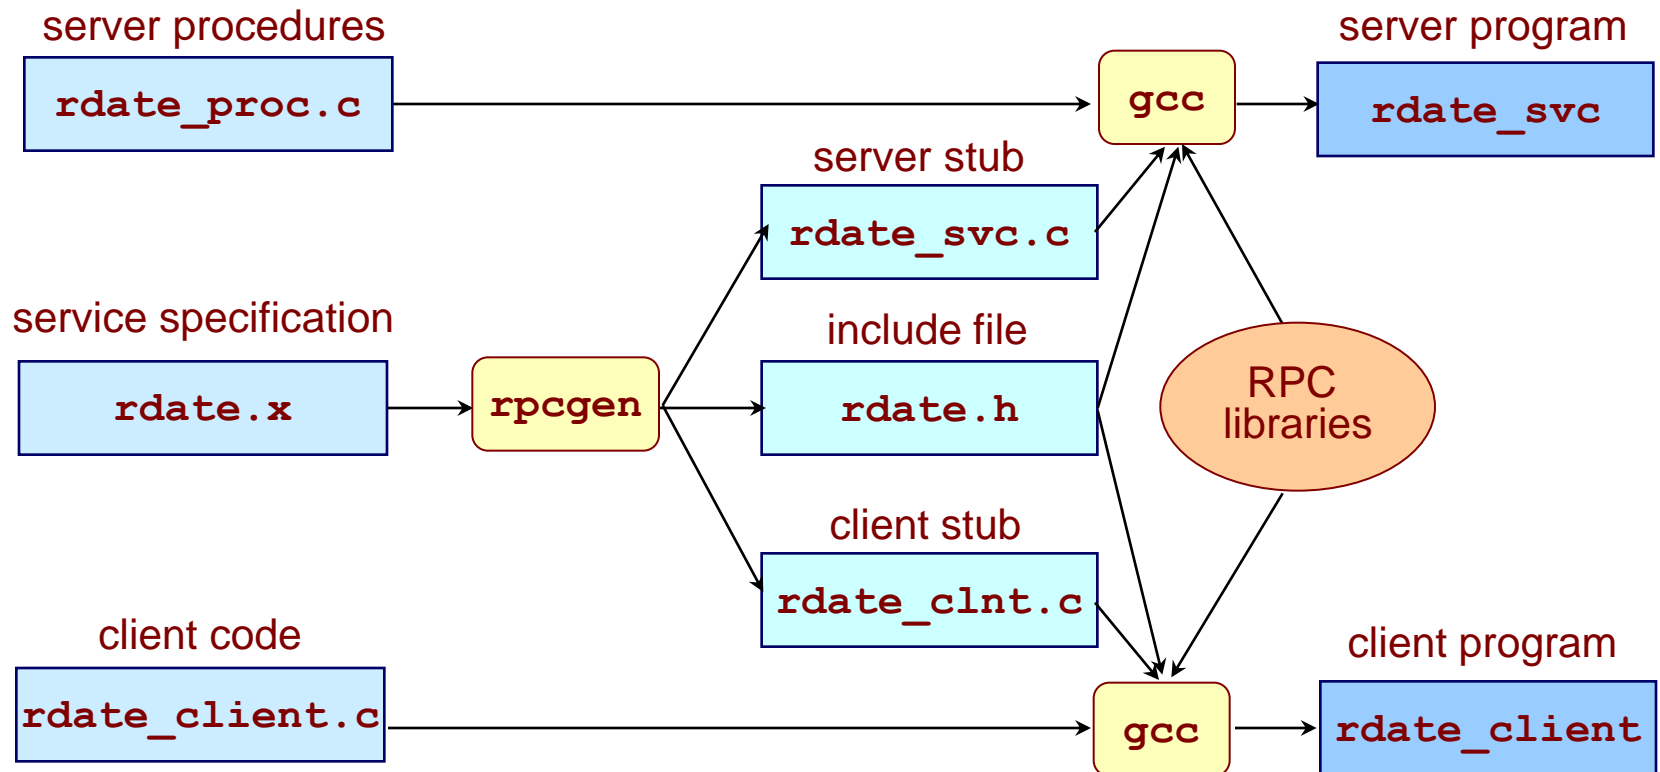 server procedures
server program
rdate_proc.c
gcc
rdate_svc
server stub
rdate_svc.c
service specification
include file
rdate.x
rpcgen
rdate.h
RPC
libraries
client stub
rdate_clnt.c
client code
client program
rdate_client.c
gcc
rdate_client